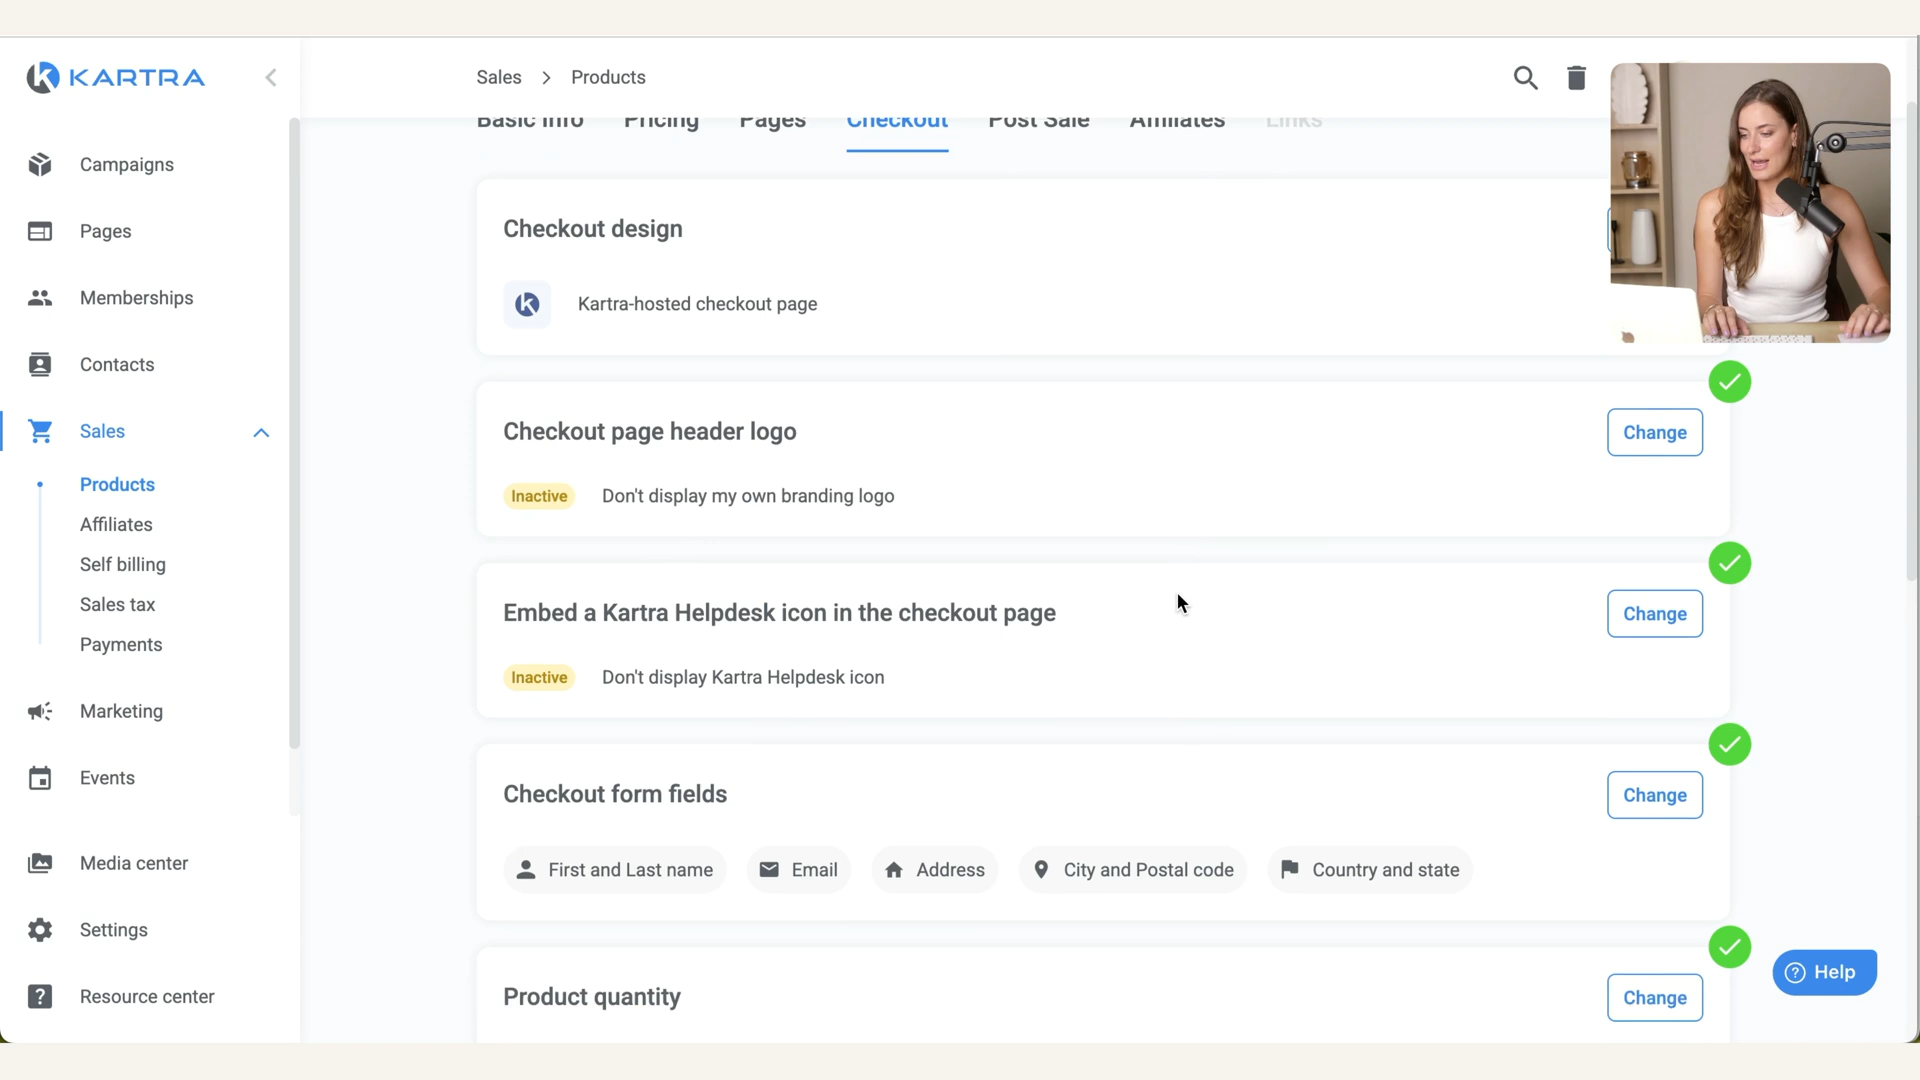 KARTRA
Sales > Products
Basic Info Pricing Pages Checkout Post Sale Affiliates Links
Campaigns
Pages
Memberships
Contacts
Sales
Products
Affiliates
Self billing
Sales tax
Payments
Marketing
Events
Media center
Settings
Resource center
Checkout design
Kartra-hosted checkout page
Checkout page header logo
Change
Inactive Don't display my own branding logo
Embed a Kartra Helpdesk icon in the checkout page
Change
Inactive Don't display Kartra Helpdesk icon
Checkout form fields
Change
First and Last name Email Address City and Postal code Country and state
Product quantity
Change
Help